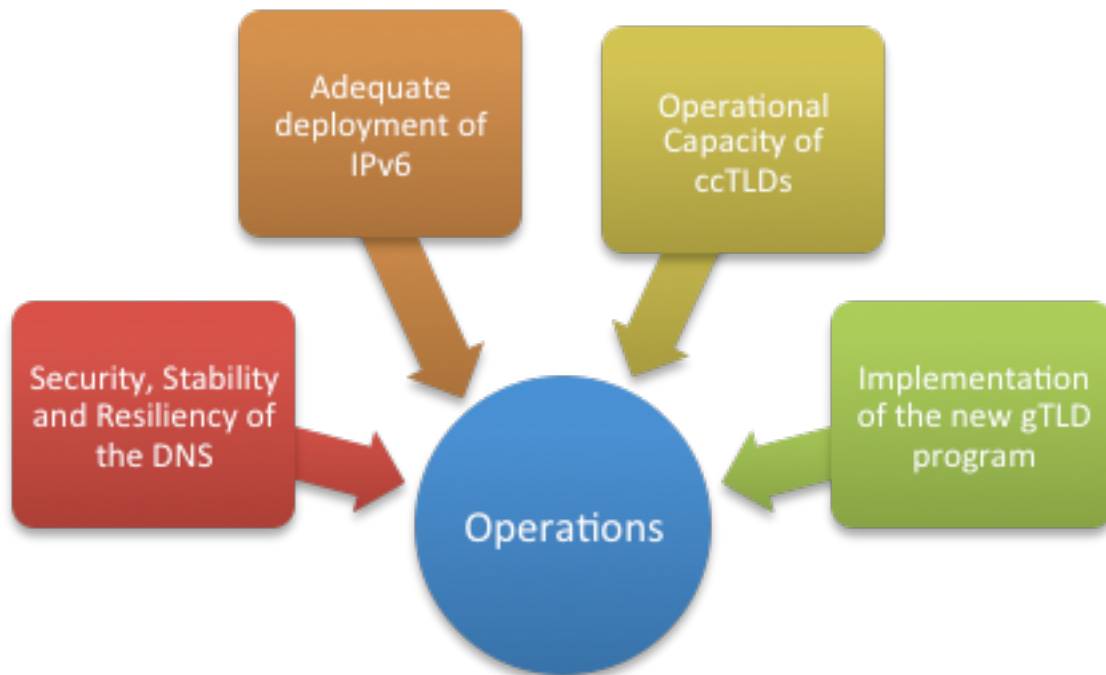 Adequate
deployment of
IPv6
Operational
Capacity of
ccTLDs
Security, Stability
and Resiliency of
the DNS
Implementation
of the new gTLD
program
Operations